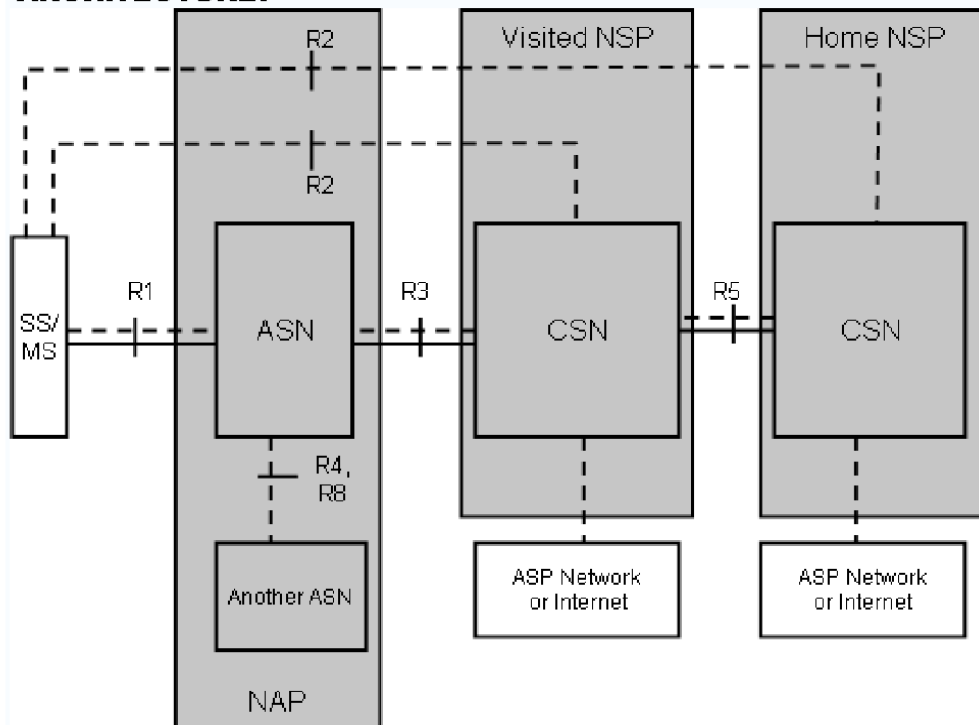 R2
Visited NSP
Home NSP
R2
R1
R3
R5
SS/
MS
ASN
CSN
CSN
R4,
R8
Another ASN
ASP Network
or Internet
ASP Network
or Internet
NAP